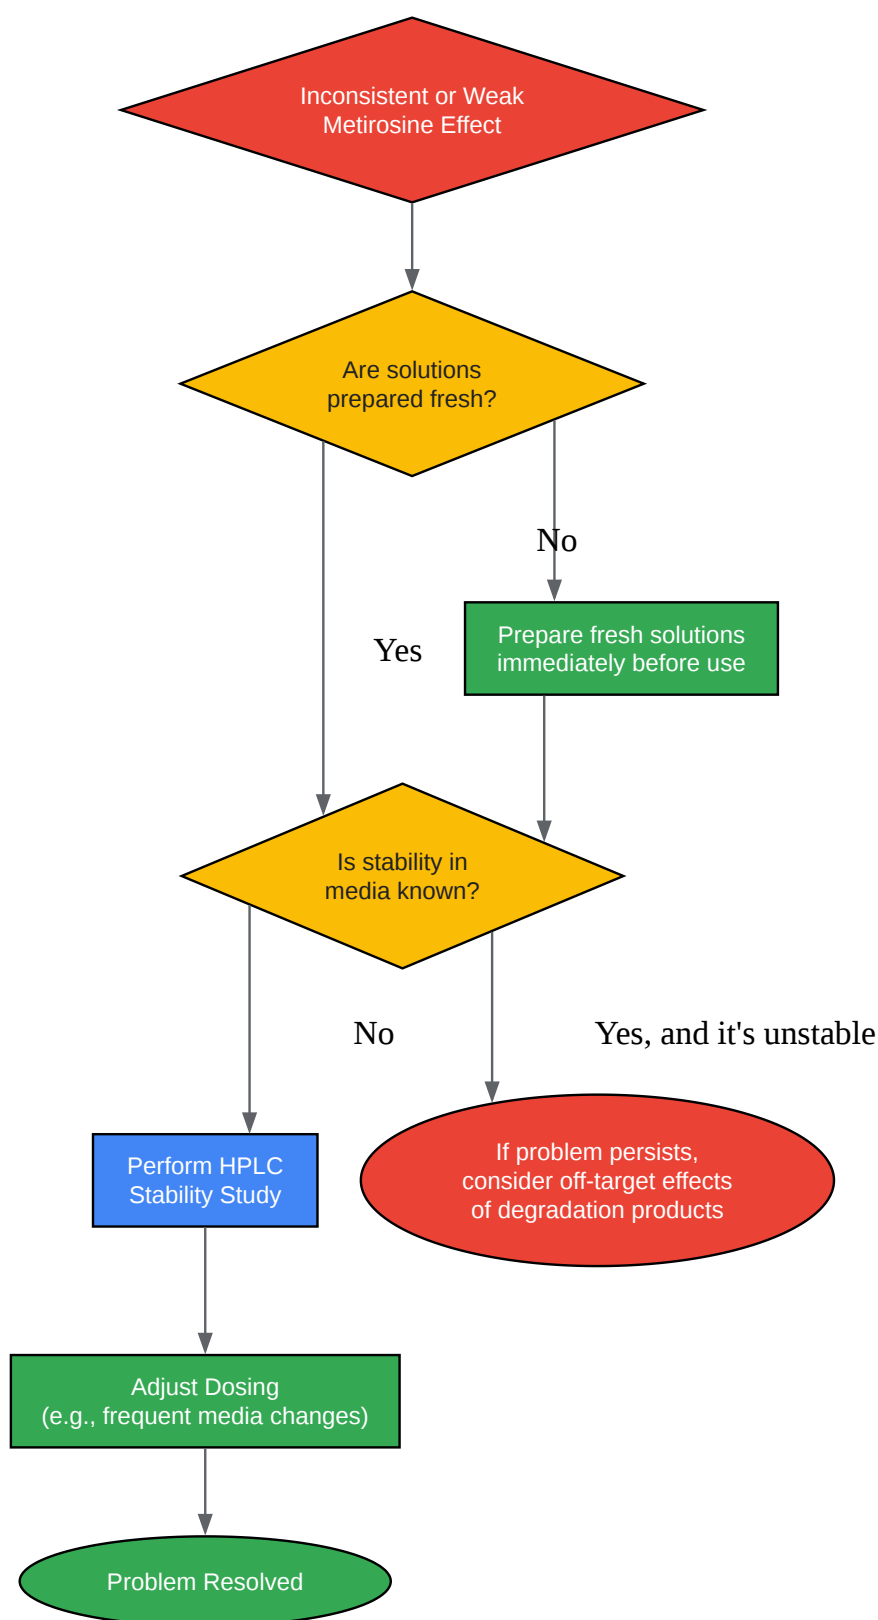 Inconsistent or Weak
Metirosine Effect
Are solutions
prepared fresh?
No
Yes
Prepare fresh solutions
immediately before use
Is stability in
media known?
No
Yes, and it's unstable
Perform HPLC
Stability Study
If problem persists,
consider off-target effects
of degradation products
Adjust Dosing
(e.g., frequent media changes)
Problem Resolved